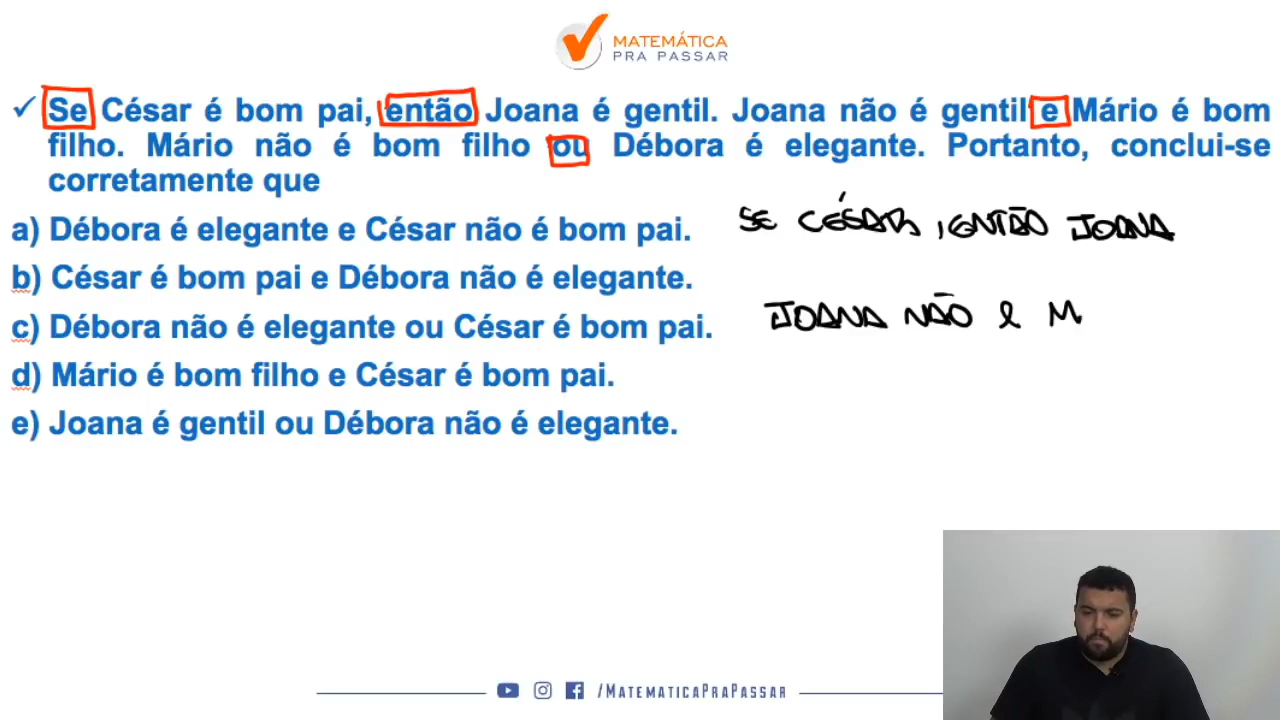 MATEMÁTICA
PRA PASSAR
✓ Se César é bom pai, então Joana é gentil. Joana não é gentil e Mário é bom
filho. Mário não é bom filho ou Débora é elegante. Portanto, conclui-se
corretamente que
a) Débora é elegante e César não é bom pai.
b) César é bom pai e Débora não é elegante.
c) Débora não é elegante ou César é bom pai.
d) Mário é bom filho e César é bom pai.
e) Joana é gentil ou Débora não é elegante.
SE CÉSAR, ENTÃO JOANA
JOANA NÃO e M
/MATEMATICAPRAPASSAR